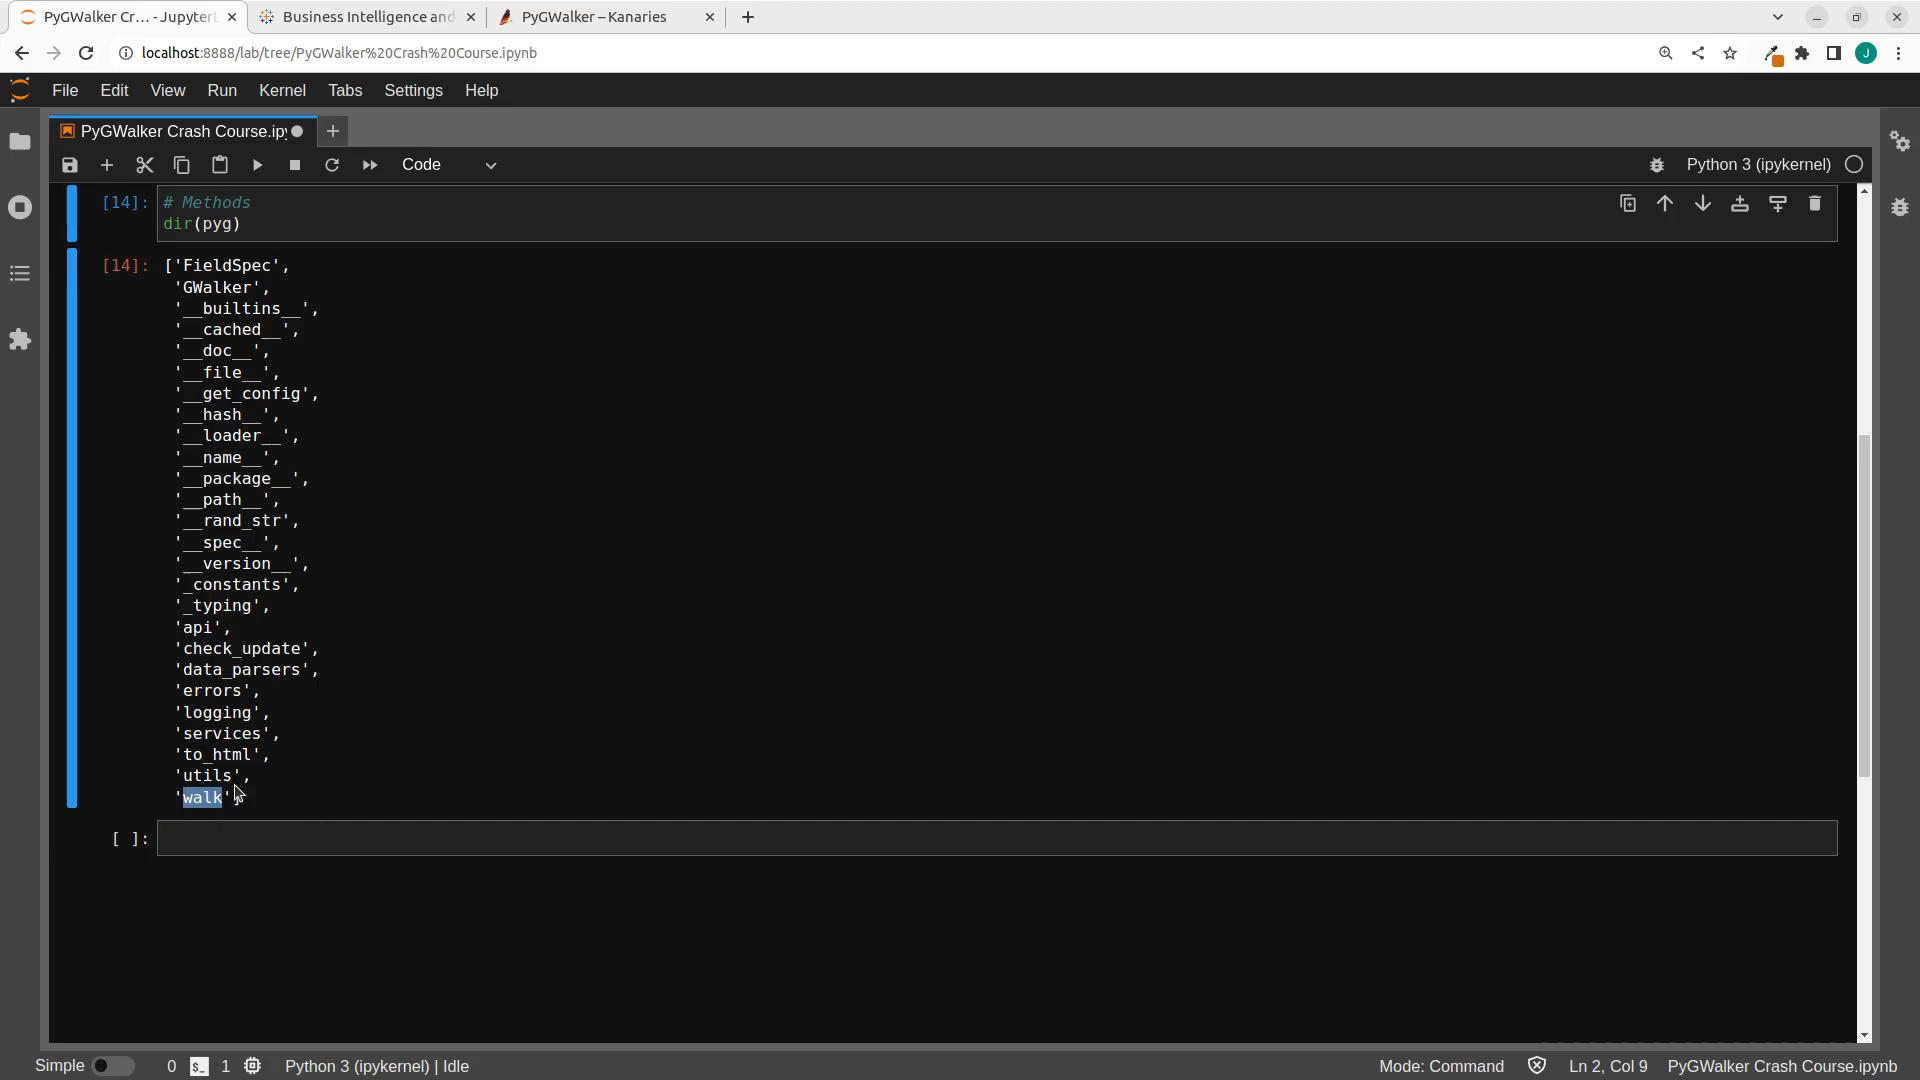 PyGWalker Cr… - JupyterL
Business Intelligence and
PyGWalker – Kanaries
localhost:8888/lab/tree/PyGWalker%20Crash%20Course.ipynb
J
File Edit View Run Kernel Tabs Settings Help
PyGWalker Crash Course.ipy
Code
Python 3 (ipykernel)
[14]: # Methods
dir(pyg)
[14]: ['FieldSpec',
'GWalker',
'__builtins__',
'__cached__',
'__doc__',
'__file__',
'__get_config',
'__hash__',
'__loader__',
'__name__',
'__package__',
'__path__',
'__rand_str',
'__spec__',
'__version__',
'_constants',
'_typing',
'api',
'check_update',
'data_parsers',
'errors',
'logging',
'services',
'to_html',
'utils',
'walk'
[ ]:
Simple 0 $_ 1 Python 3 (ipykernel) | Idle Mode: Command Ln 2, Col 9 PyGWalker Crash Course.ipynb